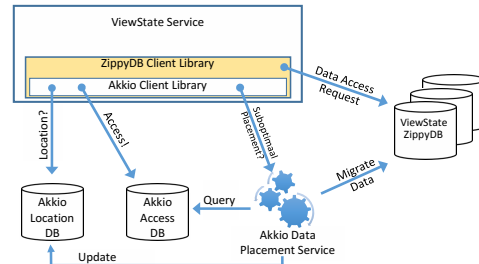 ViewState Service
ZippyDB Client Library
Akkio Client Library
Data Access
Request
Location?
Access!
Suboptimaal
Placement?
ViewState
ZippyDB
Migrate
Data
Akkio
Location
DB
Akkio
Access
DB
Query
Akkio Data
Placement Service
Update